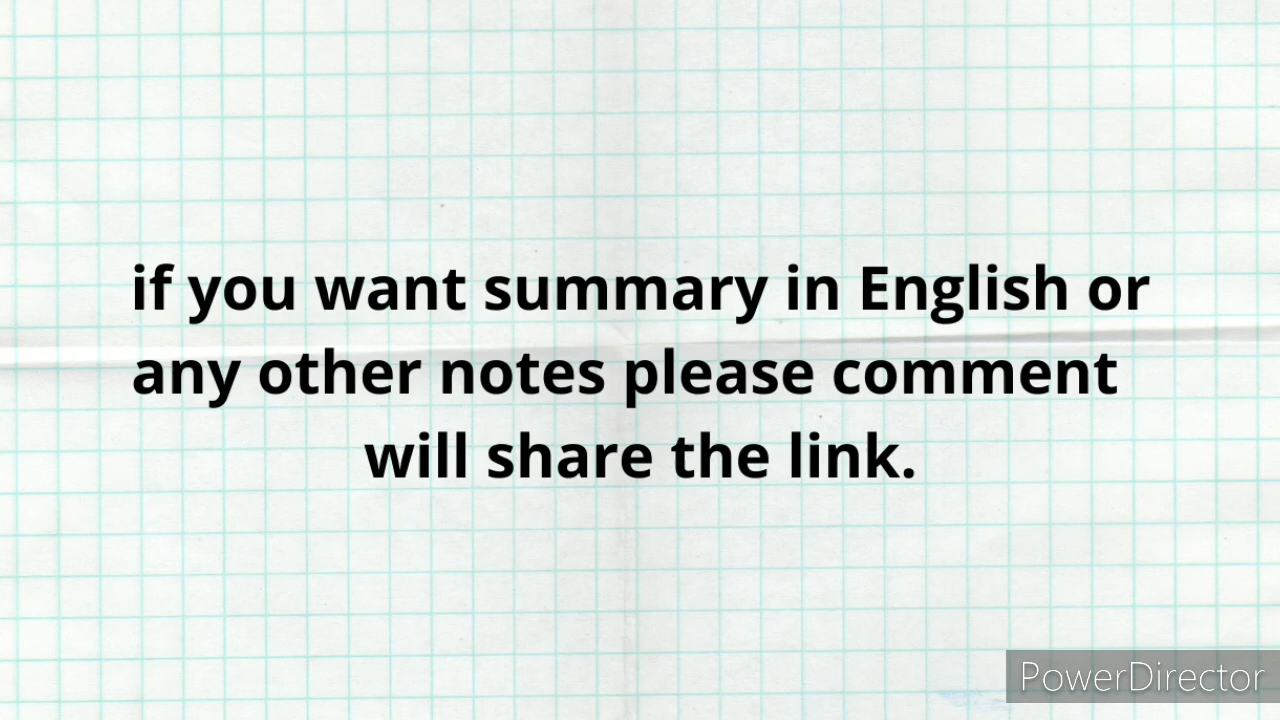 if you want summary in English or
any other notes please comment
will share the link.
PowerDirector